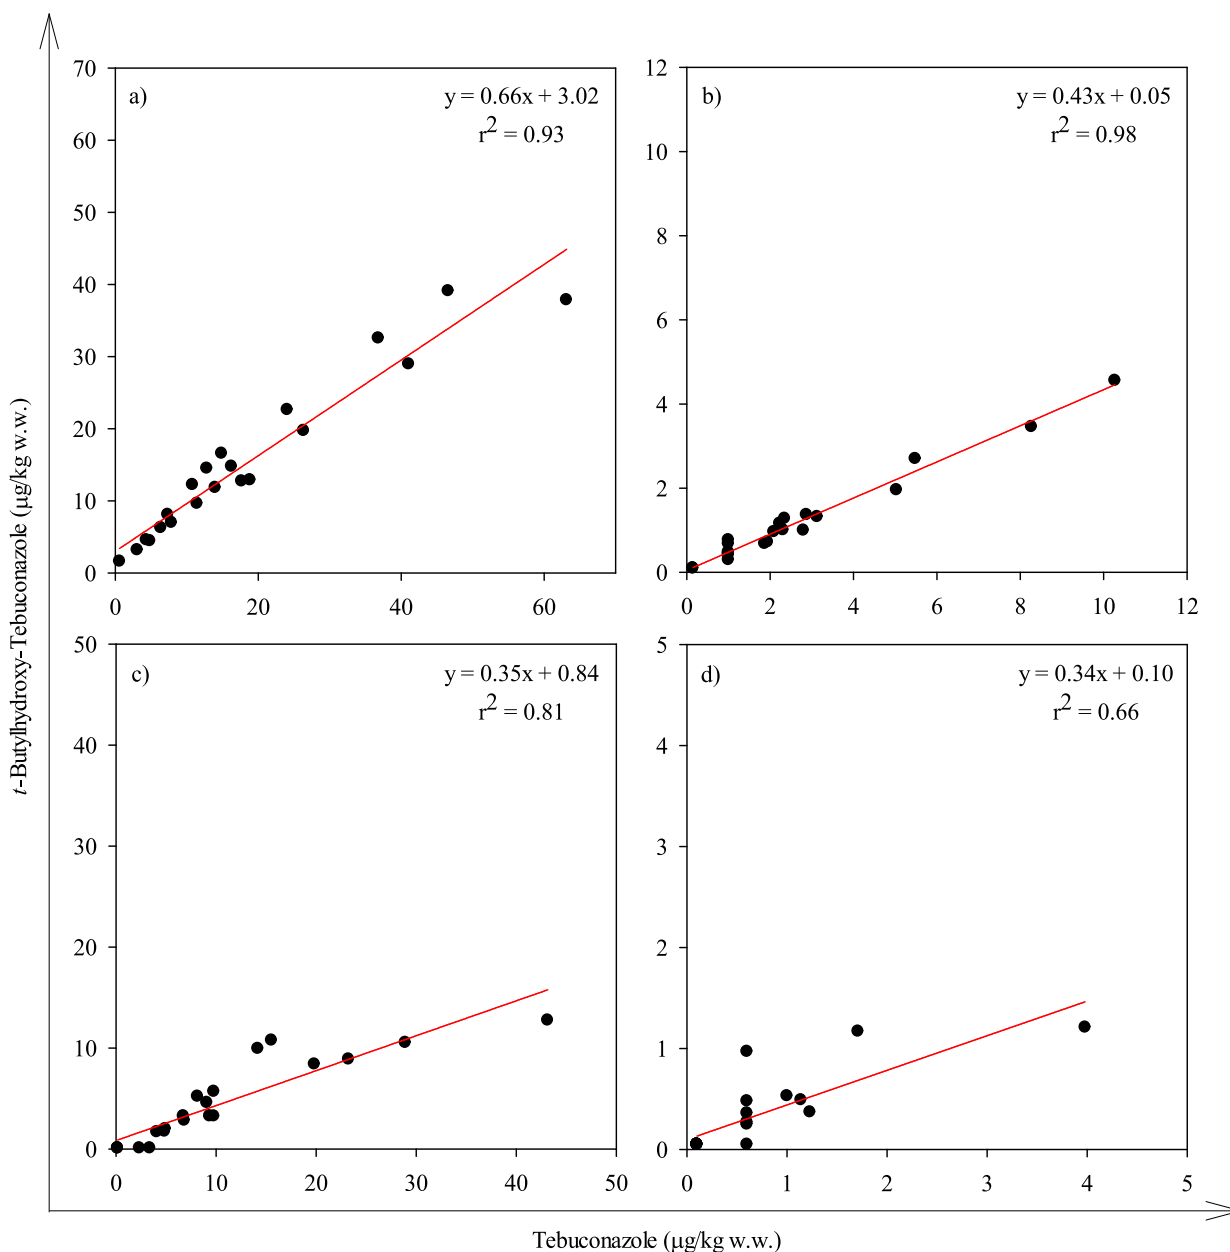 a)
y = 0.66x + 3.02
r2 = 0.93
70
60
50
40
30
20
10
0
0 20 40 60
b)
y = 0.43x + 0.05
r2 = 0.98
12
10
8
6
4
2
0
0 2 4 6 8 10 12
c)
y = 0.35x + 0.84
r2 = 0.81
50
40
30
20
10
0
0 10 20 30 40 50
d)
y = 0.34x + 0.10
r2 = 0.66
5
4
3
2
1
0
0 1 2 3 4 5
t-Butylhydroxy-Tebuconazole (µg/kg w.w.)
Tebuconazole (µg/kg w.w.)